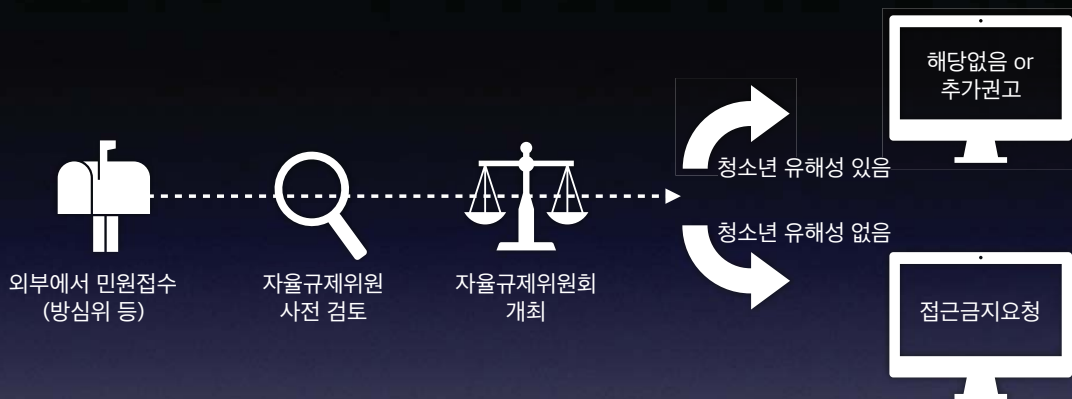 외부에서 민원접수
(방심위 등)
자율규제위원
사전 검토
자율규제위원회
개최
청소년 유해성 있음
해당없음 or
추가권고
청소년 유해성 없음
접근금지요청